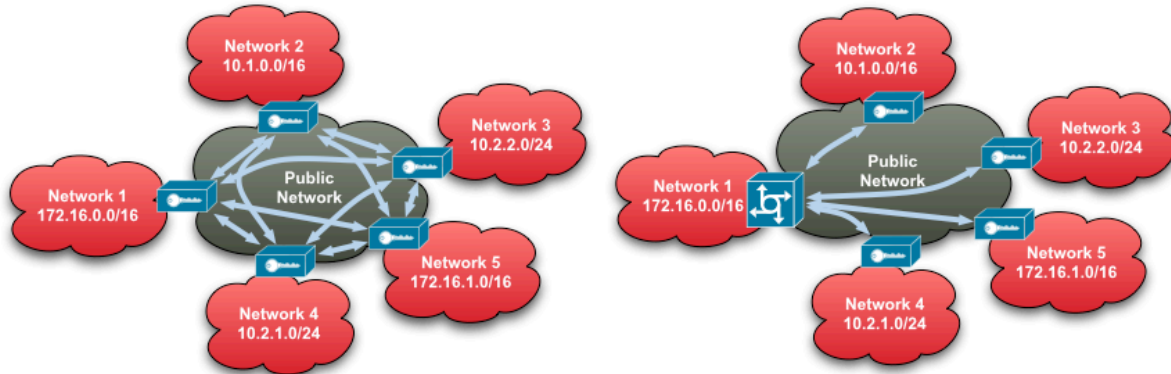 Network 2
10.1.0.0/16
Network 3
10.2.2.0/24
Public
Network
Network 1
172.16.0.0/16
Network 5
172.16.1.0/16
Network 4
10.2.1.0/24
Network 2
10.1.0.0/16
Network 3
10.2.2.0/24
Public
Network
Network 1
172.16.0.0/16
Network 5
172.16.1.0/16
Network 4
10.2.1.0/24